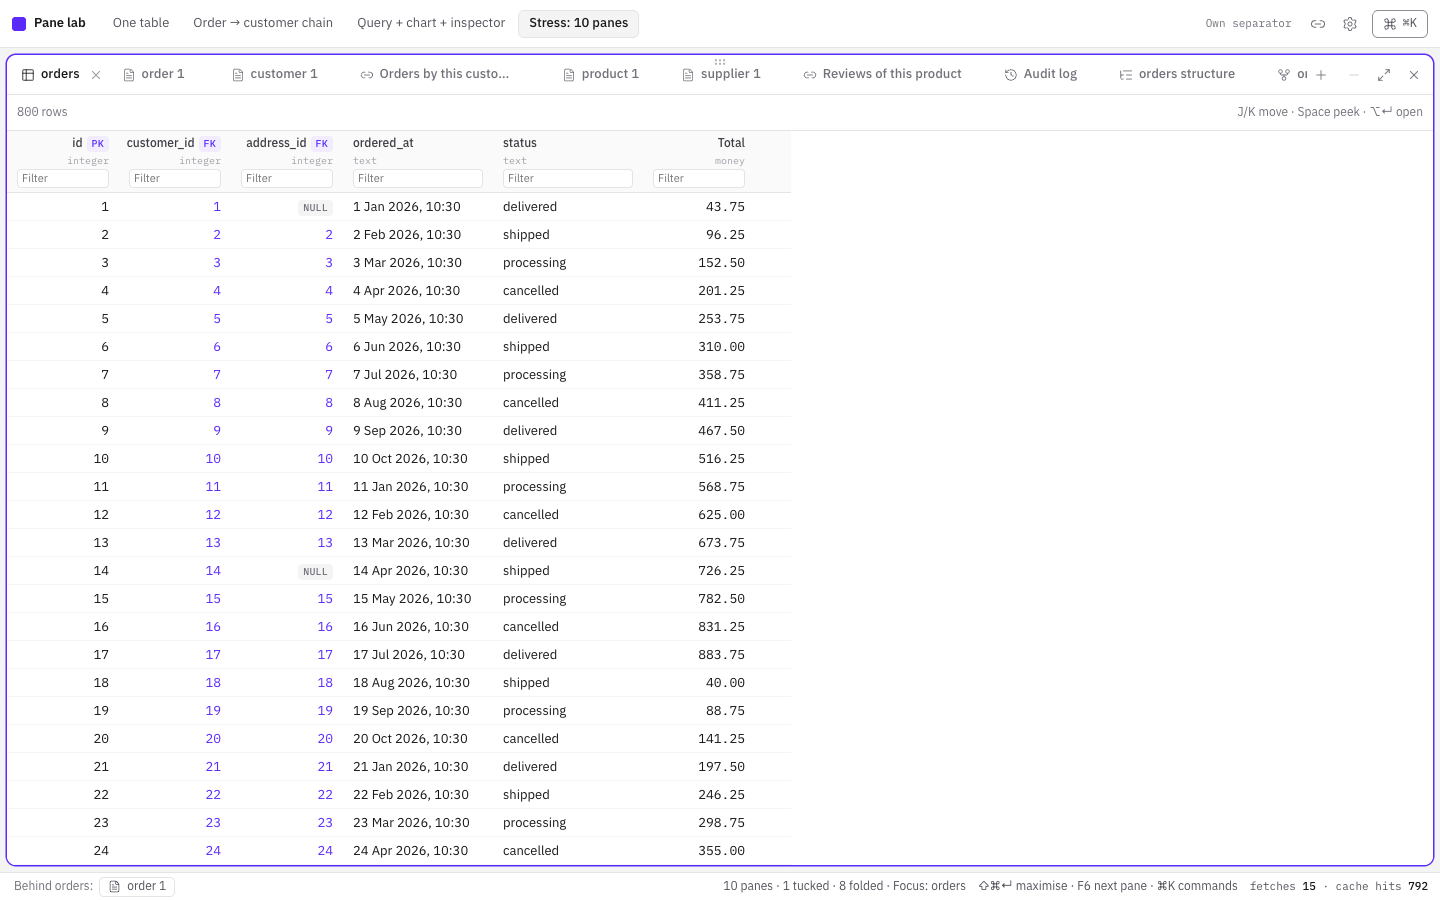 Pane lab One table Order → customer chain Query + chart + inspector Stress: 10 panes Own separator ⌘ ⌘K
orders order 1 customer 1 Orders by this custo... product 1 supplier 1 Reviews of this product Audit log orders structure
800 rows J/K move · Space peek · ⌥↵ open
id PK customer_id FK address_id FK ordered_at status Total
integer integer integer text text money
Filter Filter Filter Filter Filter Filter
1 1 NULL 1 Jan 2026, 10:30 delivered 43.75
2 2 2 2 Feb 2026, 10:30 shipped 96.25
3 3 3 3 Mar 2026, 10:30 processing 152.50
4 4 4 4 Apr 2026, 10:30 cancelled 201.25
5 5 5 5 May 2026, 10:30 delivered 253.75
6 6 6 6 Jun 2026, 10:30 shipped 310.00
7 7 7 7 Jul 2026, 10:30 processing 358.75
8 8 8 8 Aug 2026, 10:30 cancelled 411.25
9 9 9 9 Sep 2026, 10:30 delivered 467.50
10 10 10 10 Oct 2026, 10:30 shipped 516.25
11 11 11 11 Jan 2026, 10:30 processing 568.75
12 12 12 12 Feb 2026, 10:30 cancelled 625.00
13 13 13 13 Mar 2026, 10:30 delivered 673.75
14 14 NULL 14 Apr 2026, 10:30 shipped 726.25
15 15 15 15 May 2026, 10:30 processing 782.50
16 16 16 16 Jun 2026, 10:30 cancelled 831.25
17 17 17 17 Jul 2026, 10:30 delivered 883.75
18 18 18 18 Aug 2026, 10:30 shipped 40.00
19 19 19 19 Sep 2026, 10:30 processing 88.75
20 20 20 20 Oct 2026, 10:30 cancelled 141.25
21 21 21 21 Jan 2026, 10:30 delivered 197.50
22 22 22 22 Feb 2026, 10:30 shipped 246.25
23 23 23 23 Mar 2026, 10:30 processing 298.75
24 24 24 24 Apr 2026, 10:30 cancelled 355.00
Behind orders: order 1 10 panes · 1 tucked · 8 folded · Focus: orders ⇧⌘↵ maximise · F6 next pane · ⌘K commands fetches 15 · cache hits 792